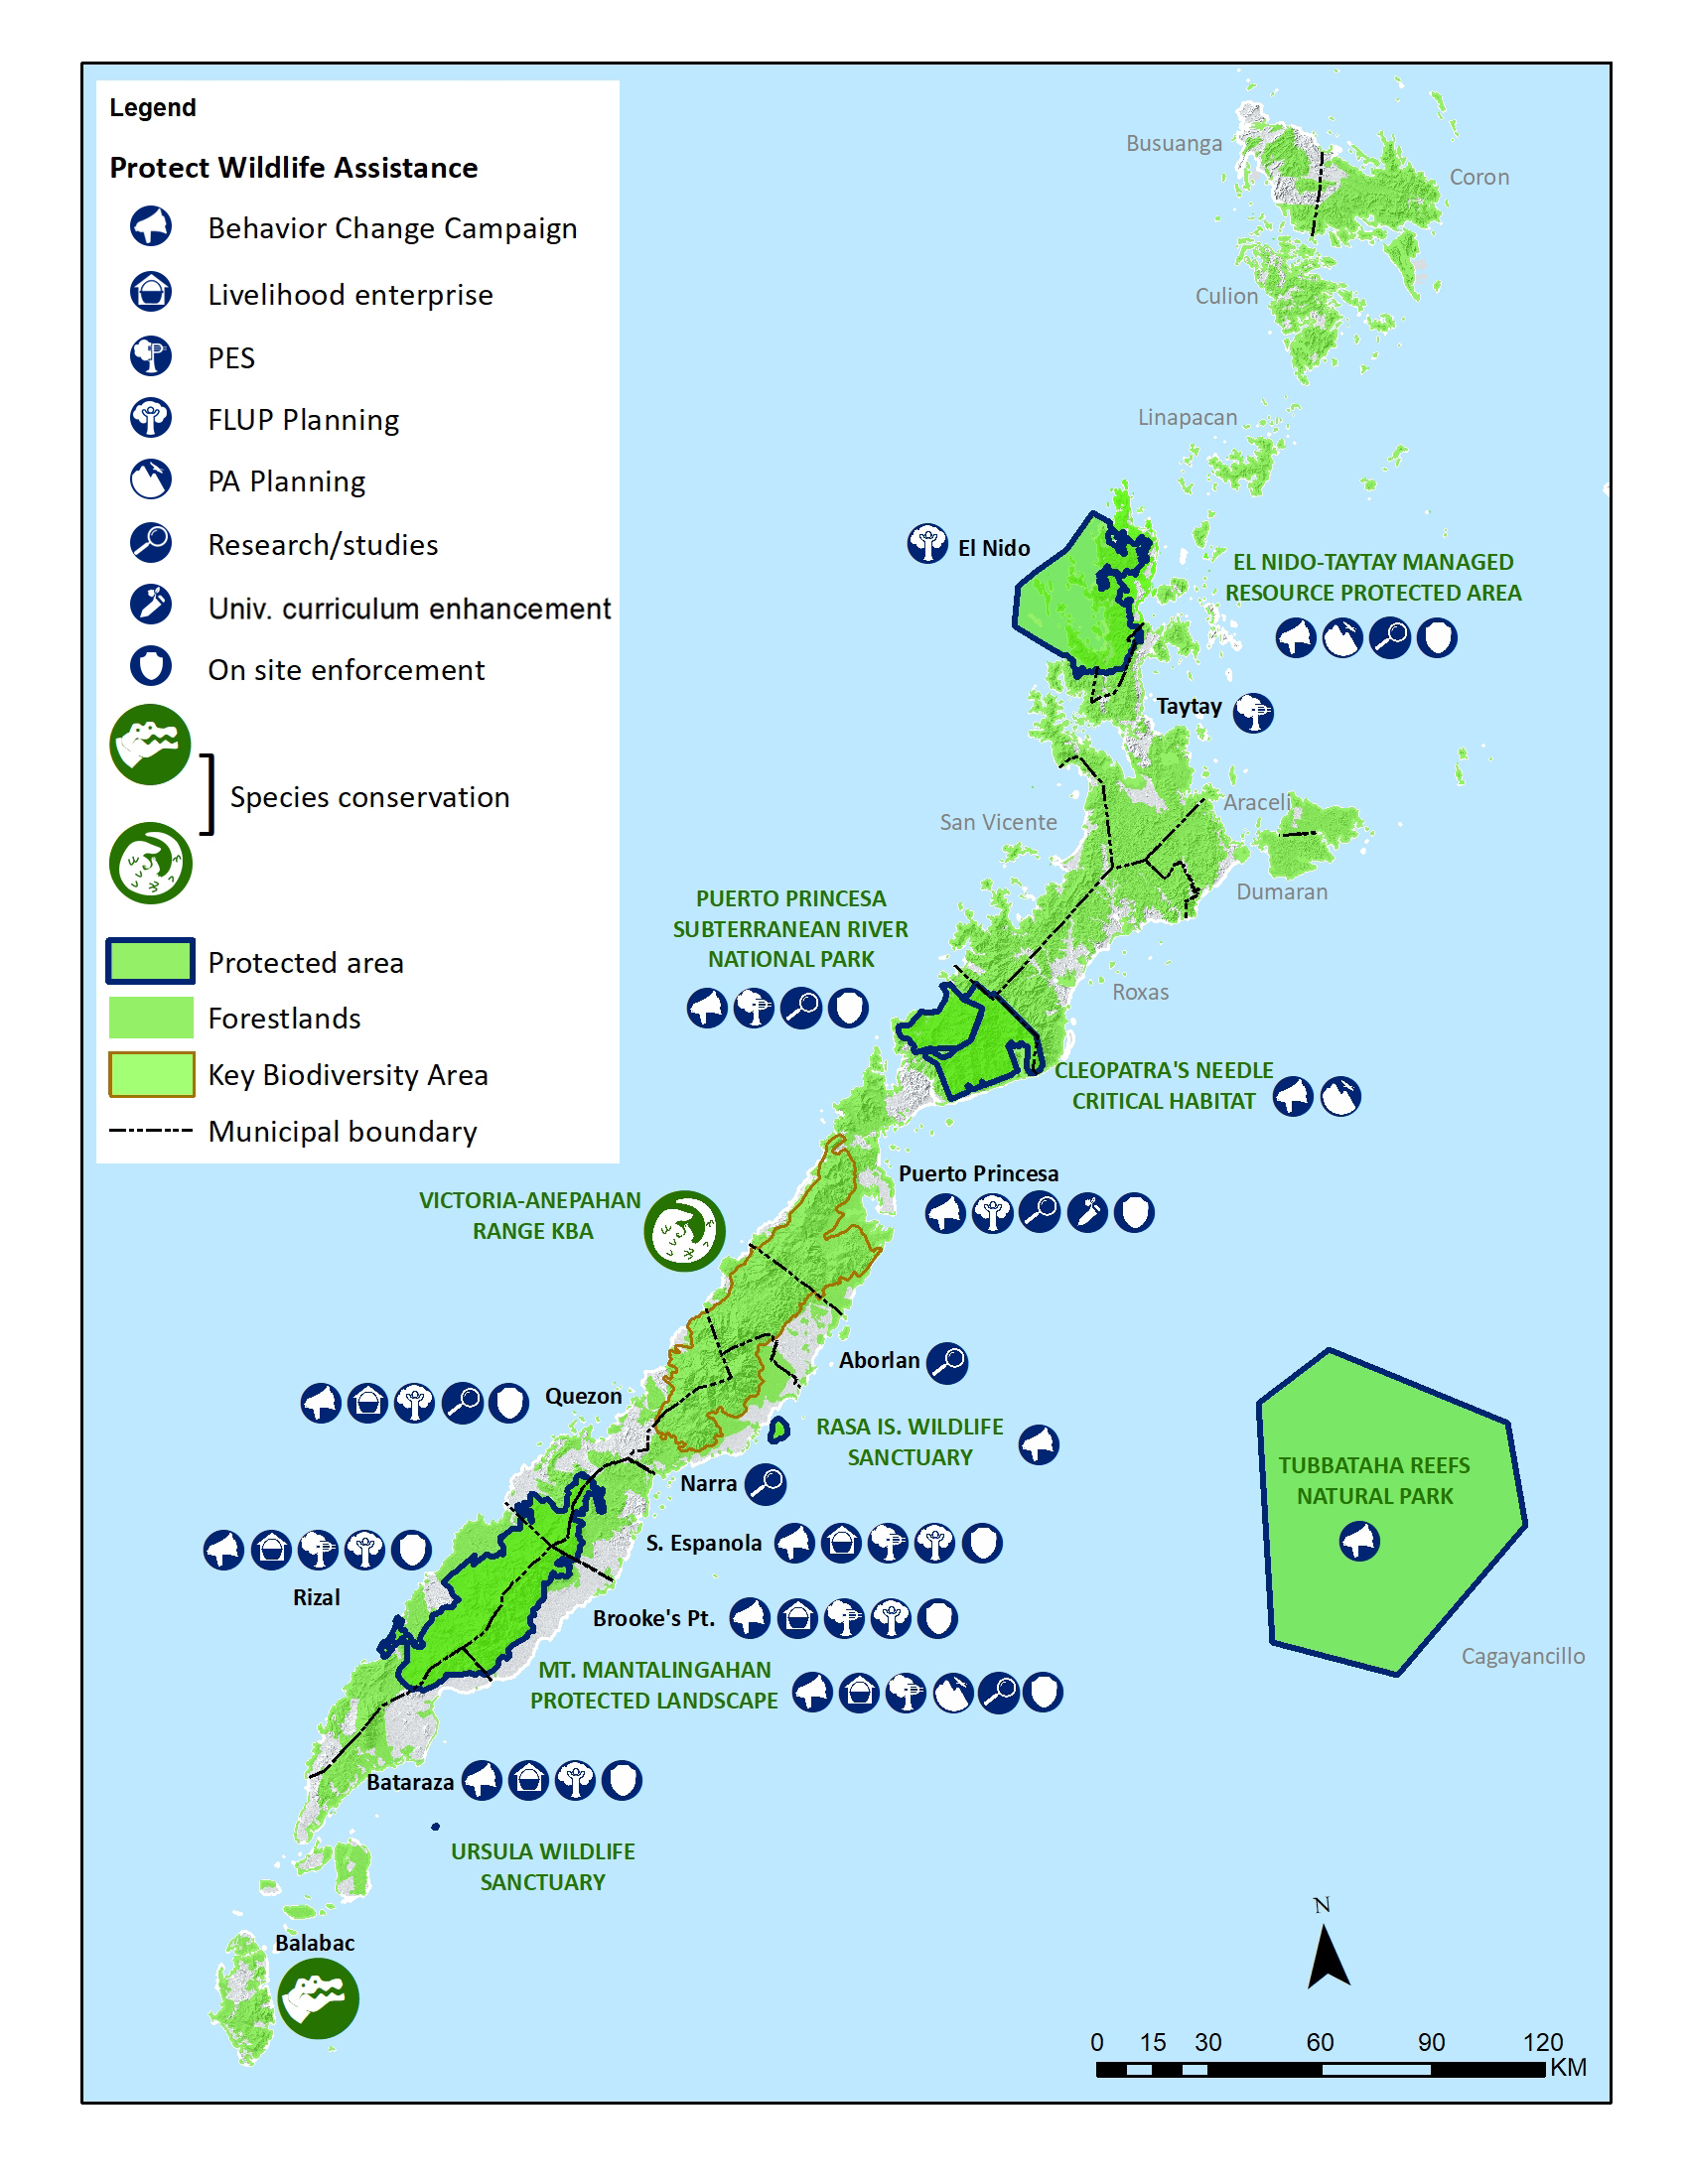 Legend
Protect Wildlife Assistance
Behavior Change Campaign
Livelihood enterprise
PES
FLUP Planning
PA Planning
Research/studies
Univ. curriculum enhancement
On site enforcement
Species conservation
Protected area
Forestlands
Key Biodiversity Area
Municipal boundary
Busuanga
Coron
Culion
Linapacan
El Nido
EL NIDO-TAYTAY MANAGED
RESOURCE PROTECTED AREA
Taytay
Araceli
San Vicente
Dumaran
PUERTO PRINCESA
SUBTERRANEAN RIVER
NATIONAL PARK
Roxas
CLEOPATRA'S NEEDLE
CRITICAL HABITAT
Puerto Princesa
VICTORIA-ANEPAHAN
RANGE KBA
Aborlan
Quezon
RASA IS. WILDLIFE
SANCTUARY
Narra
TUBBATAHA REEFS
NATURAL PARK
S. Espanola
Rizal
Brooke's Pt.
Cagayancillo
MT. MANTALINGAHAN
PROTECTED LANDSCAPE
Bataraza
URSULA WILDLIFE
SANCTUARY
Balabac
N
0 15 30 60 90 120
KM